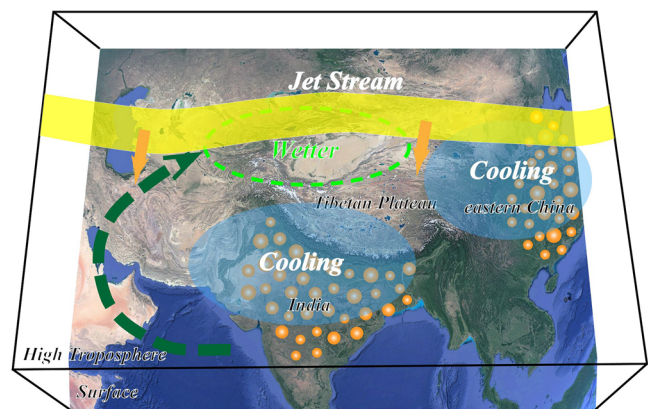 Jet Stream
Wetter
Cooling
Tibetan Plateau
eastern China
Cooling
India
High Troposphere
Surface